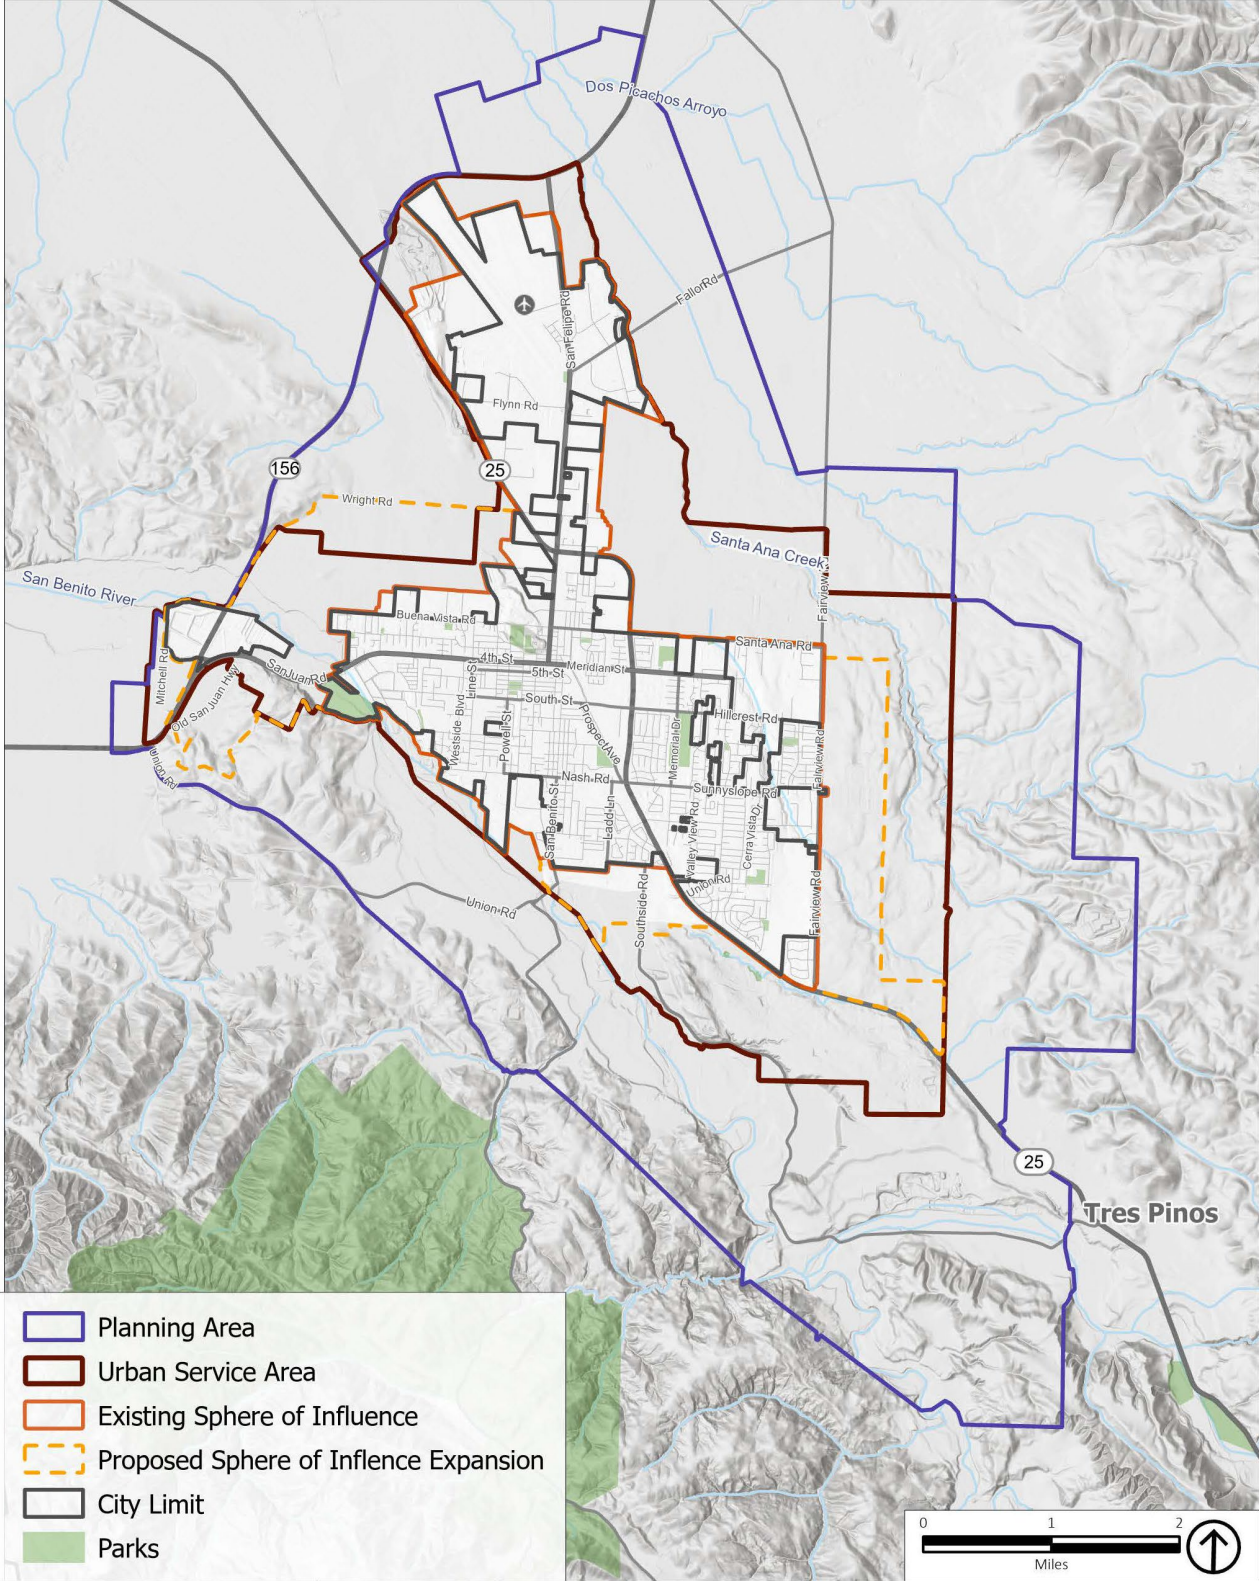 Dos Picachos Arroyo
Fallon Rd
San Felipe Rd
Flynn Rd
156
25
Wright Rd
Santa Ana Creek
San Benito River
Fairview Rd
Buena Vista Rd
Santa Ana Rd
4th St
Meridian St
5th St
Mitchell Rd
San Juan Rd
Line St
South St
Old San Juan Hwy
Westside Blvd
Powell St
Prospect Ave
Memorial Dr
Hillcrest Rd
Fairview Rd
Union Rd
Nash Rd
Sunnyslope Rd
San Benito St
Ladd Ln
Valley View Rd
Cerra Vista Dr
Union Rd
Union Rd
Southside Rd
Fairview Rd
25
Tres Pinos
Planning Area
Urban Service Area
Existing Sphere of Influence
Proposed Sphere of Inflence Expansion
City Limit
Parks
0 1 2
Miles